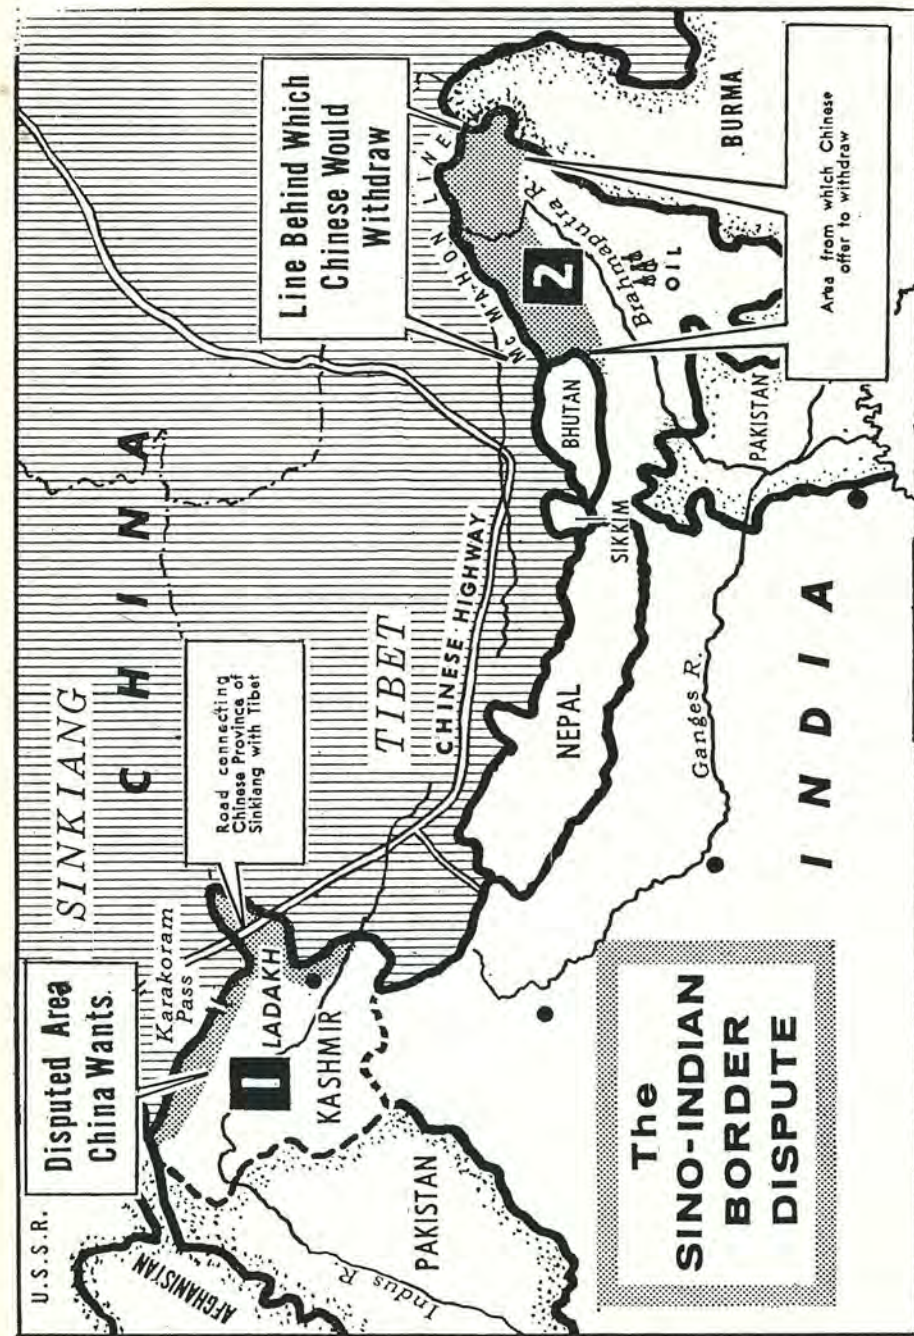 U.S.S.R.
SINKIANG
CHINA
AFGHANISTAN
Disputed Area
China Wants.
Karakoram
Pass
Road connecting
Chinese Province of
Sinkiang with Tibet
1
LADAKH
KASHMIR
PAKISTAN
Indus R
TIBET
CHINESE HIGHWAY
Line Behind Which
Chinese Would
Withdraw
McMAHON LINE
2
NEPAL
SIKKIM
BHUTAN
Brahmaputra R.
OIL
BURMA
PAKISTAN
Ganges R.
INDIA
Area from which Chinese
offer to withdraw
The
SINO-INDIAN
BORDER
DISPUTE